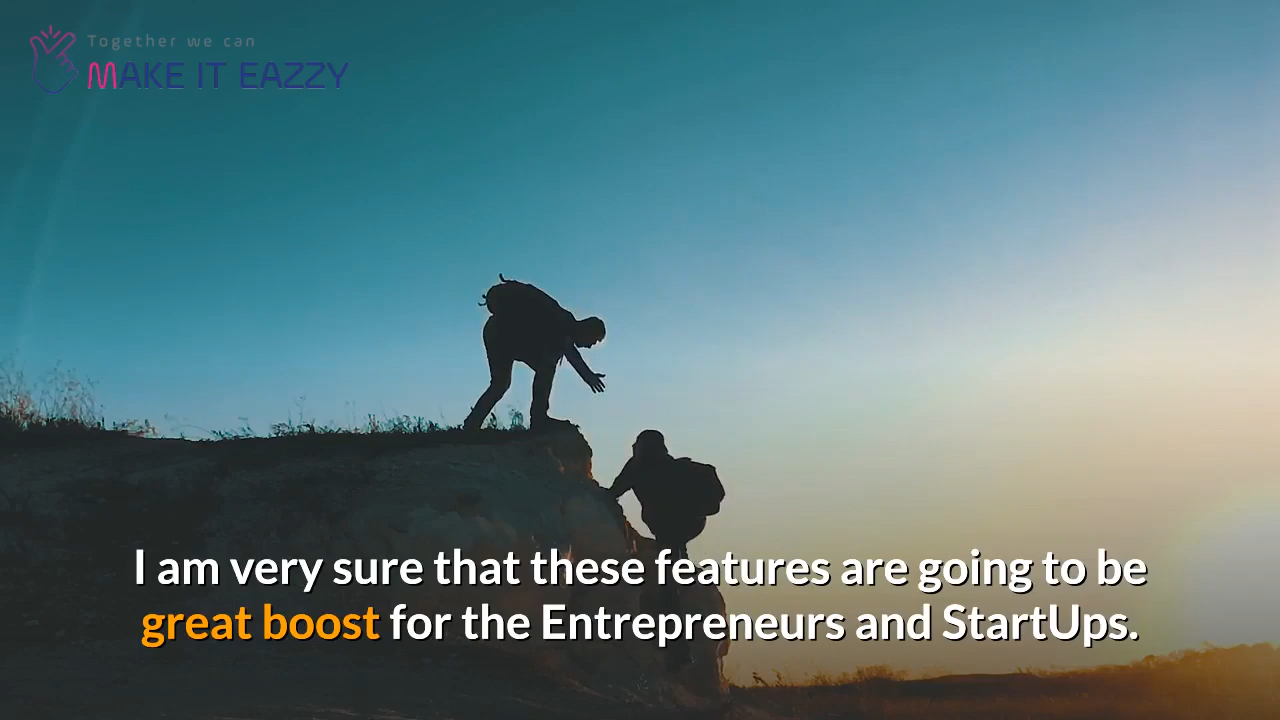 Together we can
MAKE IT EAZZY
I am very sure that these features are going to be
great boost for the Entrepreneurs and StartUps.